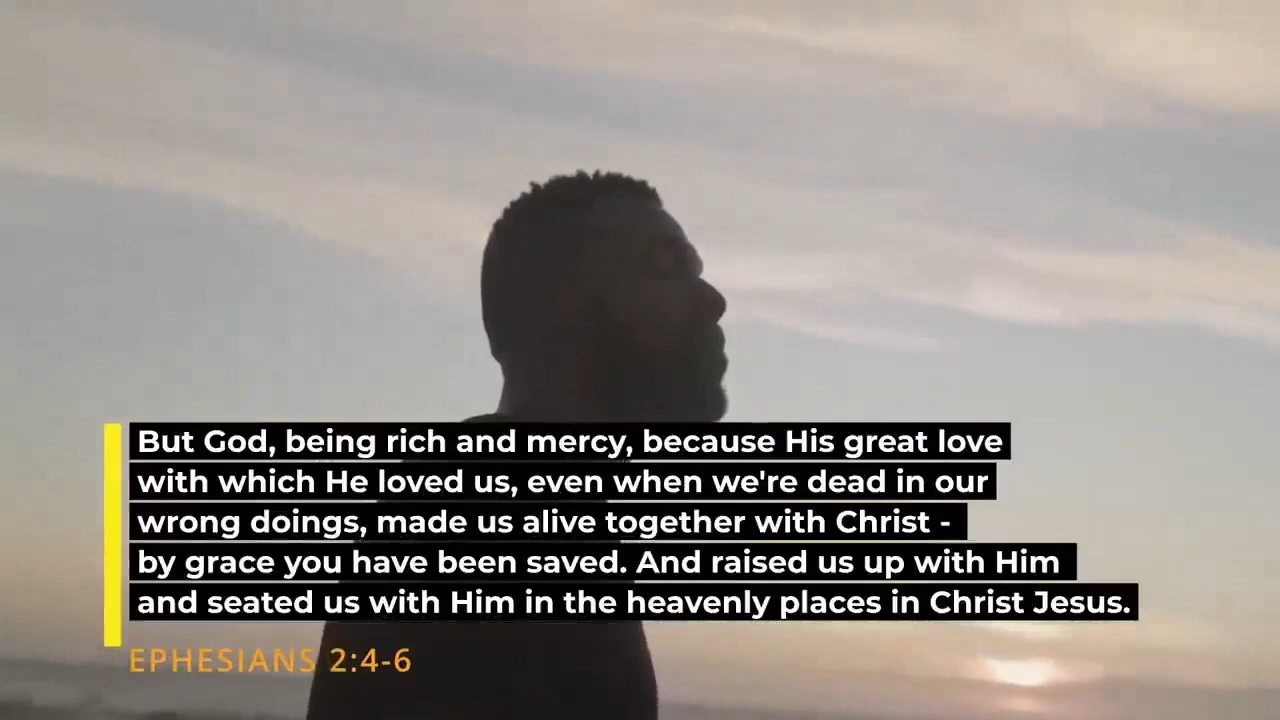 But God, being rich and mercy, because His great love
with which He loved us, even when we're dead in our
wrong doings, made us alive together with Christ -
by grace you have been saved. And raised us up with Him
and seated us with Him in the heavenly places in Christ Jesus.
EPHESIANS 2:4-6